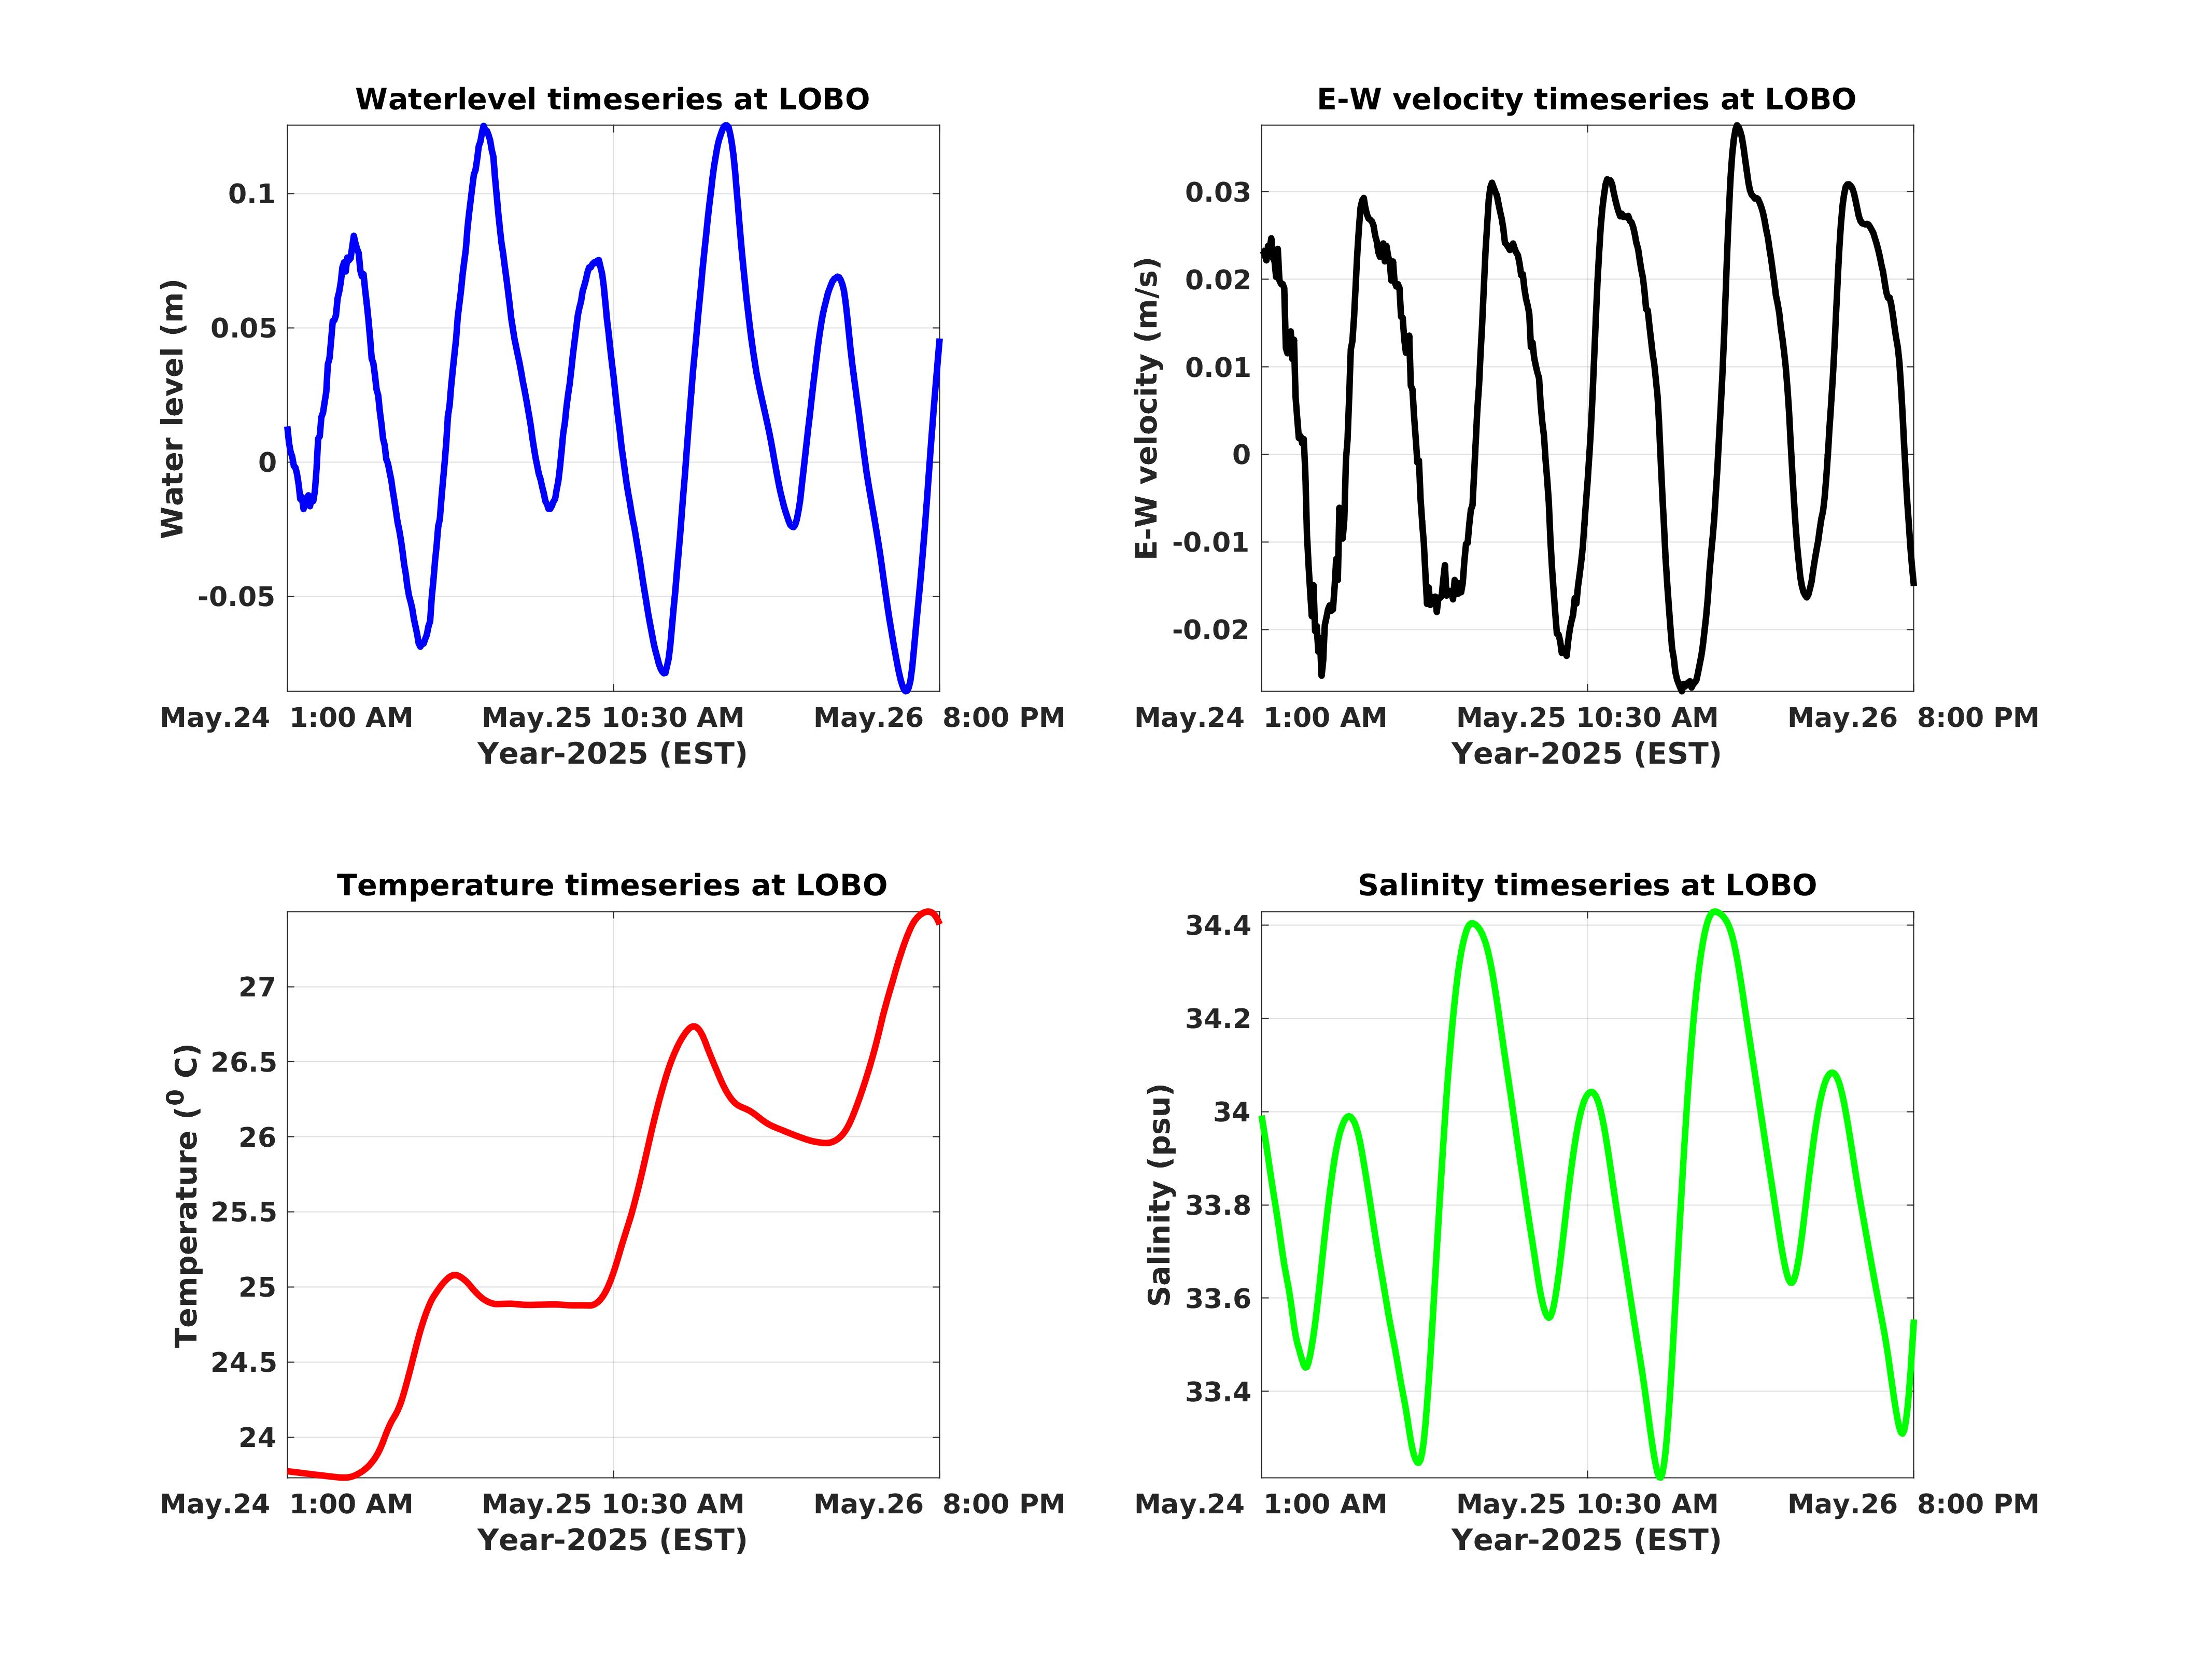 Waterlevel timeseries at LOBO
Water level (m)
0.1
0.05
0
-0.05
May.24 1:00 AM
May.25 10:30 AM
May.26 8:00 PM
Year-2025 (EST)
E-W velocity timeseries at LOBO
E-W velocity (m/s)
0.03
0.02
0.01
0
-0.01
-0.02
May.24 1:00 AM
May.25 10:30 AM
May.26 8:00 PM
Year-2025 (EST)
Temperature timeseries at LOBO
Temperature (⁰ C)
27
26.5
26
25.5
25
24.5
24
May.24 1:00 AM
May.25 10:30 AM
May.26 8:00 PM
Year-2025 (EST)
Salinity timeseries at LOBO
Salinity (psu)
34.4
34.2
34
33.8
33.6
33.4
May.24 1:00 AM
May.25 10:30 AM
May.26 8:00 PM
Year-2025 (EST)